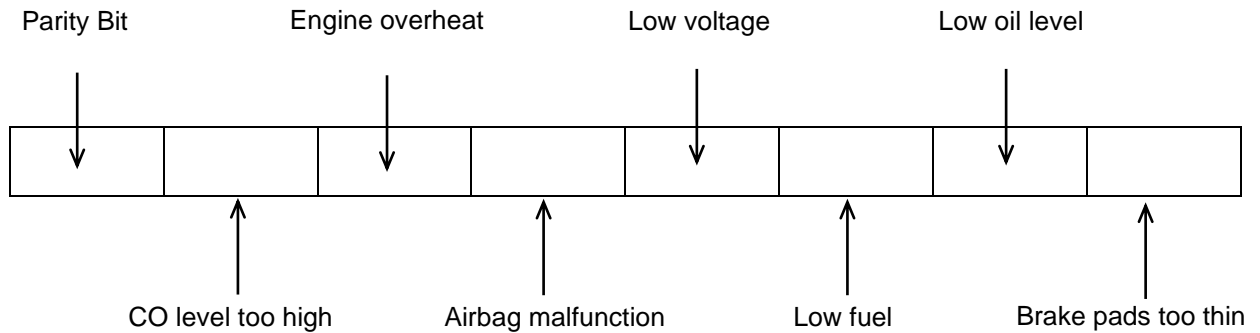 Parity Bit
Engine overheat
Low voltage
Low oil level
CO level too high
Airbag malfunction
Low fuel
Brake pads too thin